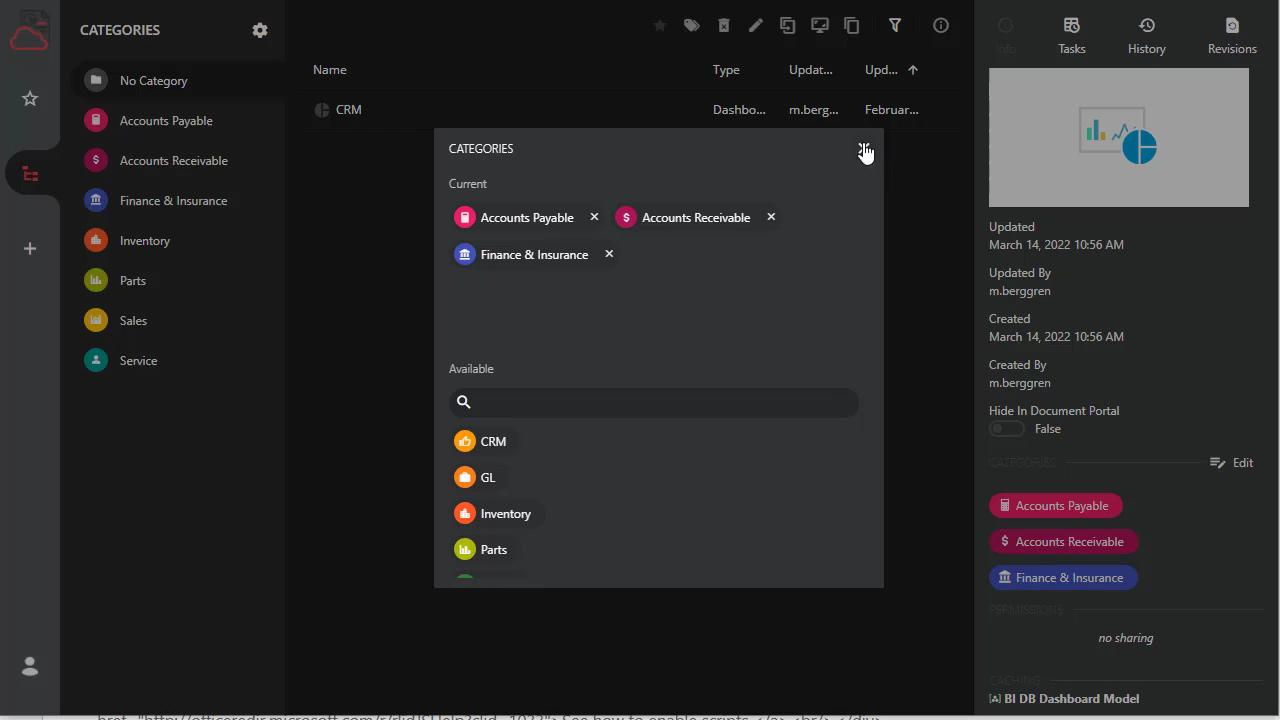 CATEGORIES
No Category
Accounts Payable
Accounts Receivable
Finance & Insurance
Inventory
Parts
Sales
Service
Name Type Updat... Upd...
CRM Dashbo... m.berg... Februar...
CATEGORIES
Current
Accounts Payable
Accounts Receivable
Finance & Insurance
Available
CRM
GL
Inventory
Parts
Info Tasks History Revisions
Updated
March 14, 2022 10:56 AM
Updated By
m.berggren
Created
March 14, 2022 10:56 AM
Created By
m.berggren
Hide In Document Portal
False
CATEGORIES Edit
Accounts Payable
Accounts Receivable
Finance & Insurance
PERMISSIONS
no sharing
CACHING
BI DB Dashboard Model